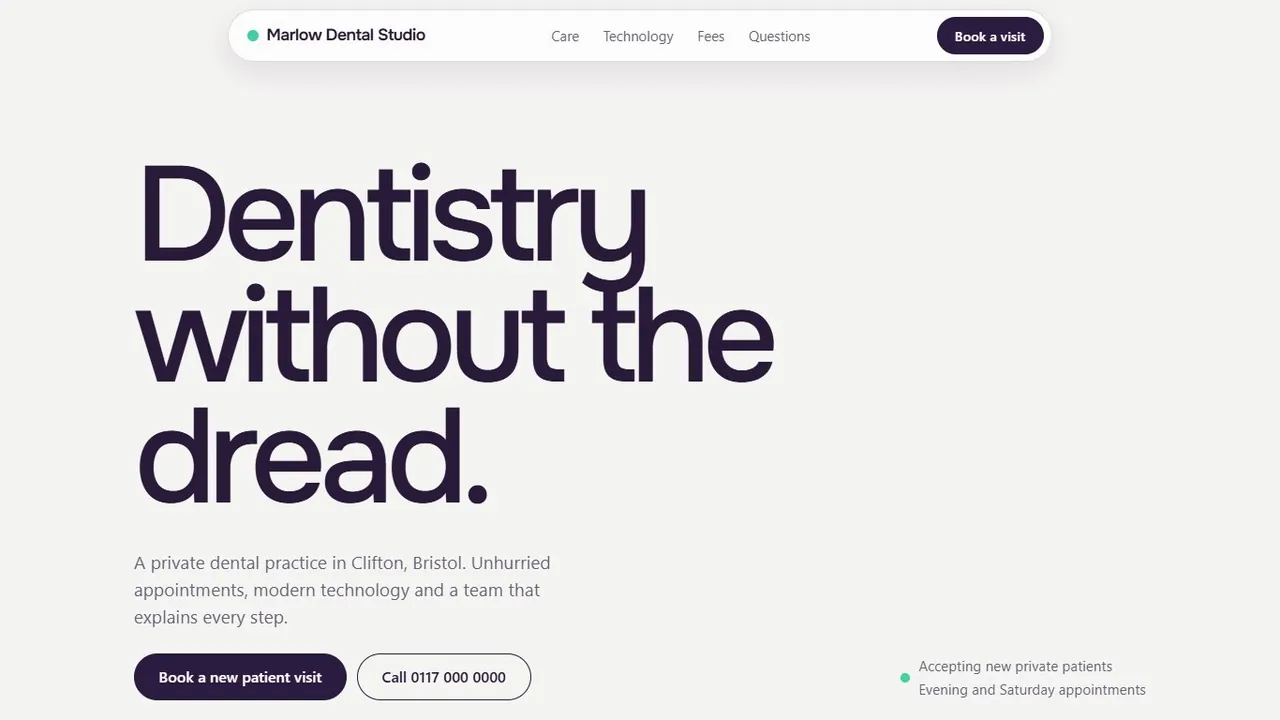 Marlow Dental Studio
Care
Technology
Fees
Questions
Book a visit
Dentistry
without the
dread.
A private dental practice in Clifton, Bristol. Unhurried
appointments, modern technology and a team that
explains every step.
Book a new patient visit
Call 0117 000 0000
Accepting new private patients
Evening and Saturday appointments